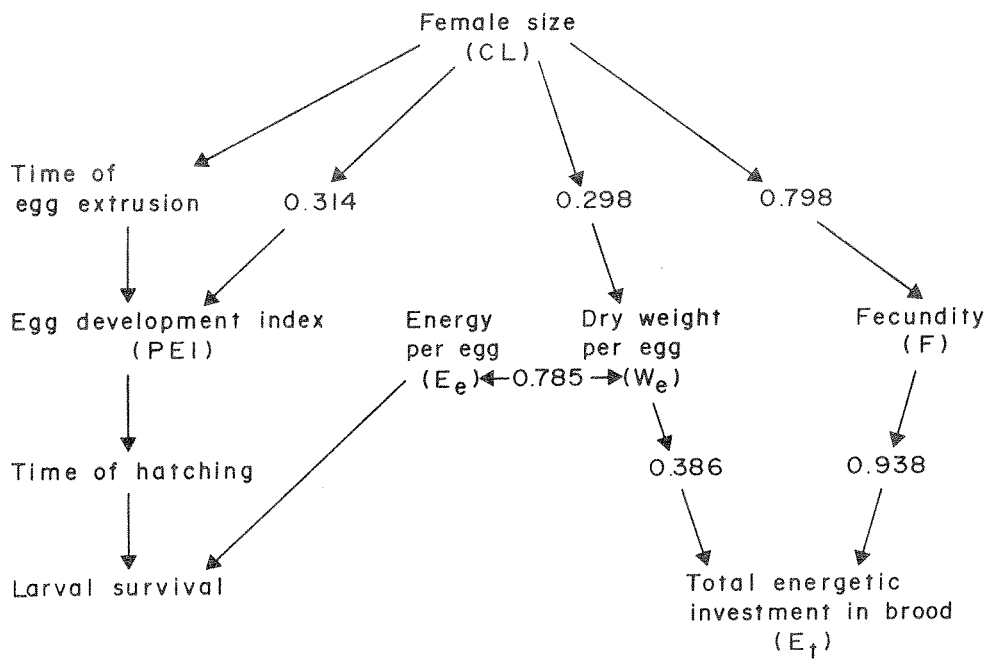 Female size
(CL)
Time of
egg extrusion
0.314
0.298
0.798
Egg development index
(PEI)
Energy
per egg
(Ee)
0.785
Dry weight
per egg
(We)
Fecundity
(F)
Time of hatching
0.386
0.938
Larval survival
Total energetic
investment in brood
(Et)